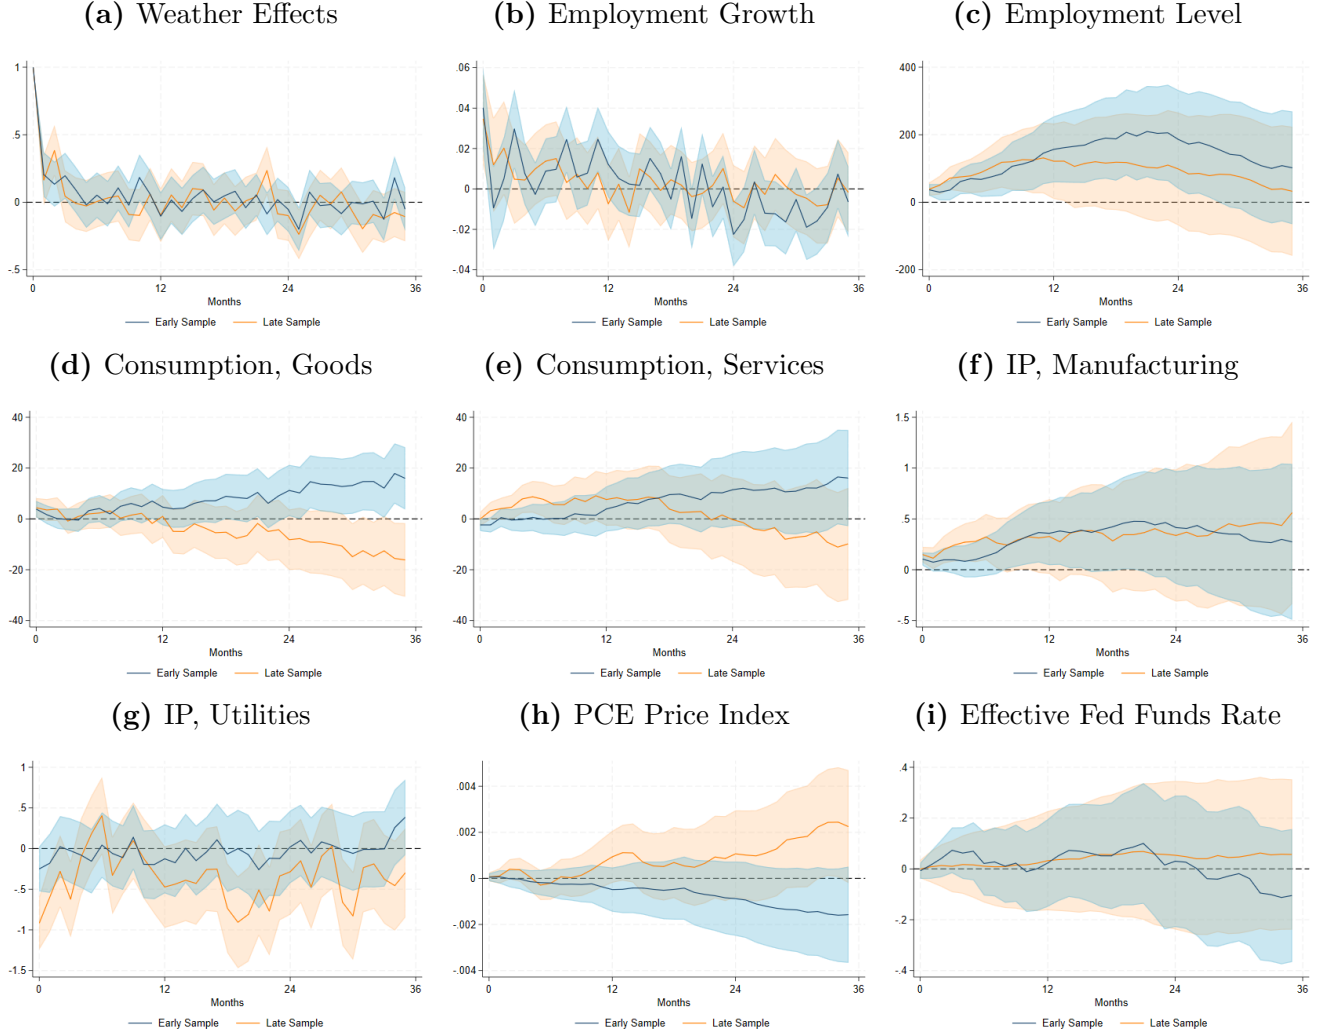 (a) Weather Effects
(b) Employment Growth
(c) Employment Level
1
.5
0
-.5
0
12
24
36
Months
Early Sample
Late Sample
.06
.04
.02
0
-.02
-.04
0
12
24
36
Months
Early Sample
Late Sample
400
200
0
-200
0
12
24
36
Months
Early Sample
Late Sample
(d) Consumption, Goods
(e) Consumption, Services
(f) IP, Manufacturing
40
20
0
-20
-40
0
12
24
36
Months
Early Sample
Late Sample
40
20
0
-20
-40
0
12
24
36
Months
Early Sample
Late Sample
1.5
1
.5
0
-.5
0
12
24
36
Months
Early Sample
Late Sample
(g) IP, Utilities
(h) PCE Price Index
(i) Effective Fed Funds Rate
1
.5
0
-.5
-1
-1.5
0
12
24
36
Months
Early Sample
Late Sample
.004
.002
0
-.002
-.004
0
12
24
36
Months
Early Sample
Late Sample
.4
.2
0
-.2
-.4
0
12
24
36
Months
Early Sample
Late Sample